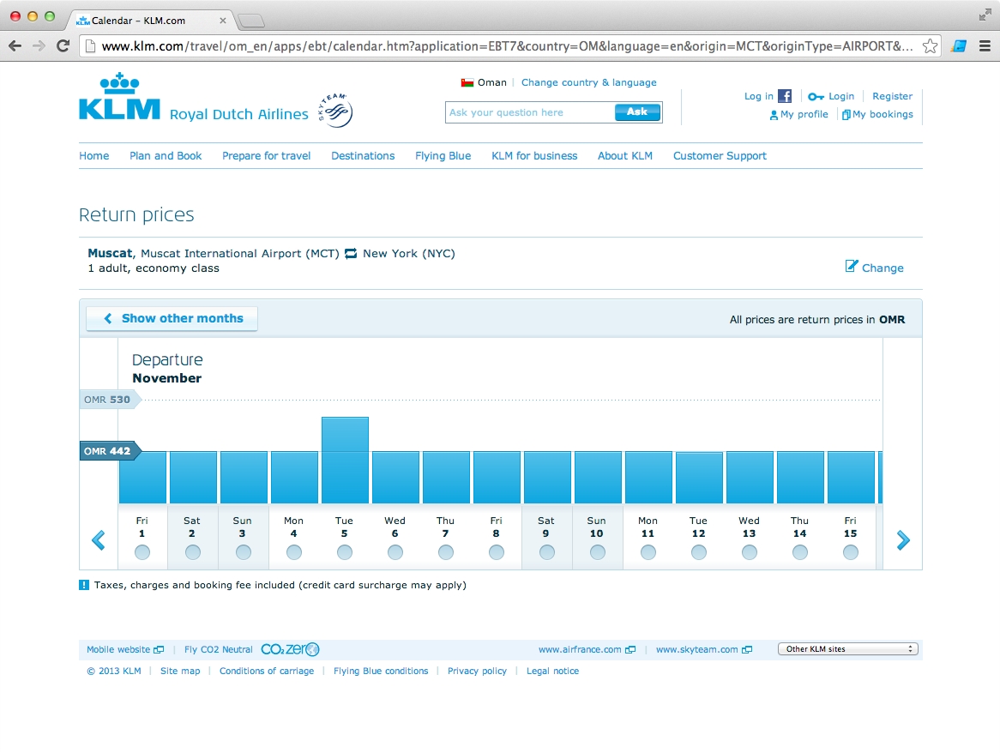 KLM Calendar – KLM.com
www.klm.com/travel/om_en/apps/ebt/calendar.htm?application=EBT7&country=OM&language=en&origin=MCT&originType=AIRPORT&...
KLM Royal Dutch Airlines SKYTEAM
Oman Change country & language
Ask your question here Ask
Log in f Login Register
My profile My bookings
Home Plan and Book Prepare for travel Destinations Flying Blue KLM for business About KLM Customer Support
Return prices
Muscat, Muscat International Airport (MCT) New York (NYC)
1 adult, economy class
Change
Show other months All prices are return prices in OMR
Departure
November
OMR 530
OMR 442
Fri Sat Sun Mon Tue Wed Thu Fri Sat Sun Mon Tue Wed Thu Fri
1 2 3 4 5 6 7 8 9 10 11 12 13 14 15
! Taxes, charges and booking fee included (credit card surcharge may apply)
Mobile website Fly CO2 Neutral CO2zero www.airfrance.com www.skyteam.com Other KLM sites
© 2013 KLM Site map Conditions of carriage Flying Blue conditions Privacy policy Legal notice